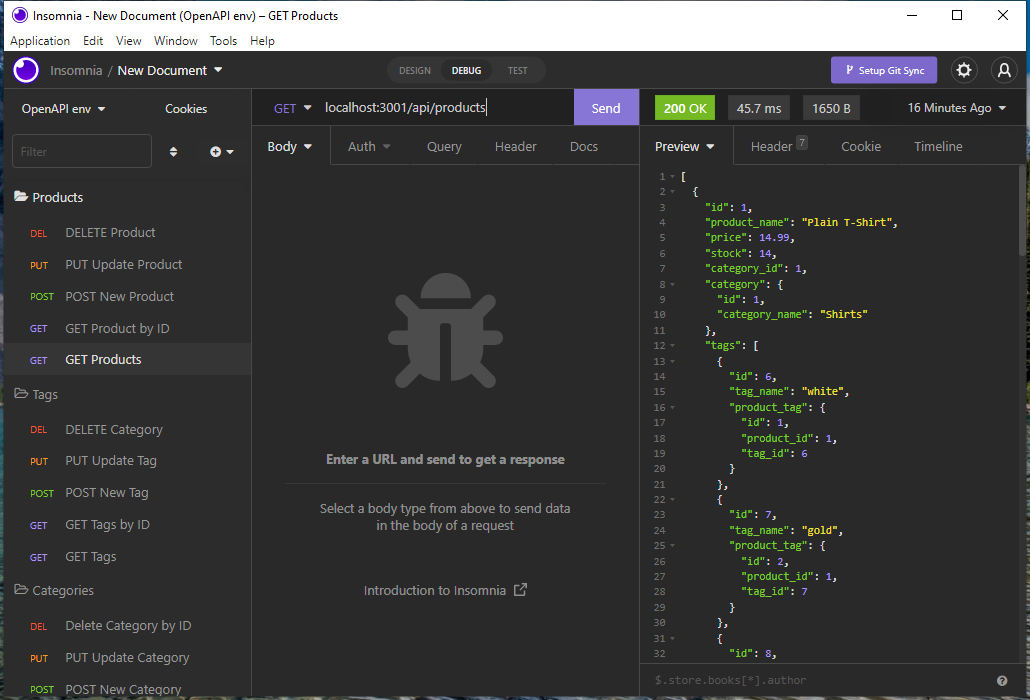 Insomnia - New Document (OpenAPI env) – GET Products
Application Edit View Window Tools Help
Insomnia / New Document
DESIGN DEBUG TEST
Setup Git Sync
OpenAPI env
Cookies
Filter
Products
DEL DELETE Product
PUT PUT Update Product
POST POST New Product
GET GET Product by ID
GET GET Products
Tags
DEL DELETE Category
PUT PUT Update Tag
POST POST New Tag
GET GET Tags by ID
GET GET Tags
Categories
DEL Delete Category by ID
PUT PUT Update Category
POST POST New Category
GET localhost:3001/api/products Send
Body Auth Query Header Docs
Enter a URL and send to get a response
Select a body type from above to send data
in the body of a request
Introduction to Insomnia
200 OK 45.7 ms 1650 B 16 Minutes Ago
Preview Header 7 Cookie Timeline
1 [
2 {
3 "id": 1,
4 "product_name": "Plain T-Shirt",
5 "price": 14.99,
6 "stock": 14,
7 "category_id": 1,
8 "category": {
9 "id": 1,
10 "category_name": "Shirts"
11 },
12 "tags": [
13 {
14 "id": 6,
15 "tag_name": "white",
16 "product_tag": {
17 "id": 1,
18 "product_id": 1,
19 "tag_id": 6
20 }
21 },
22 {
23 "id": 7,
24 "tag_name": "gold",
25 "product_tag": {
26 "id": 2,
27 "product_id": 1,
28 "tag_id": 7
29 }
30 },
31 {
32 "id": 8,
$.store.books[*].author